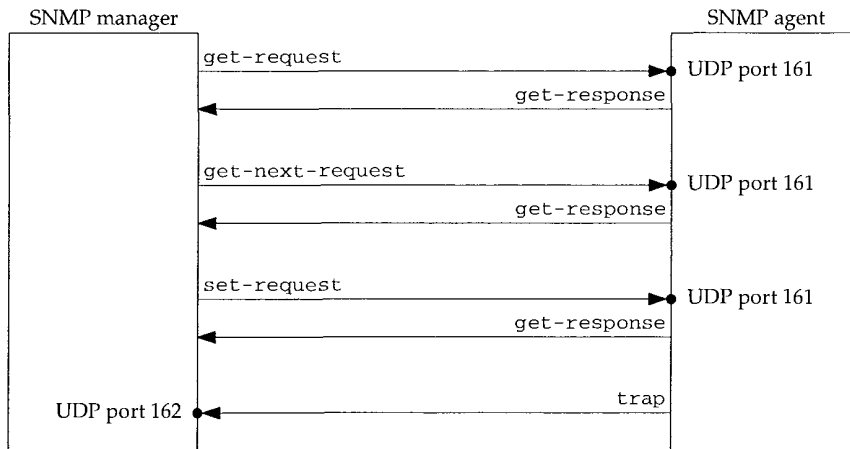 SNMP manager
SNMP agent
get-request
UDP port 161
get-response
get-next-request
UDP port 161
get-response
set-request
UDP port 161
get-response
trap
UDP port 162